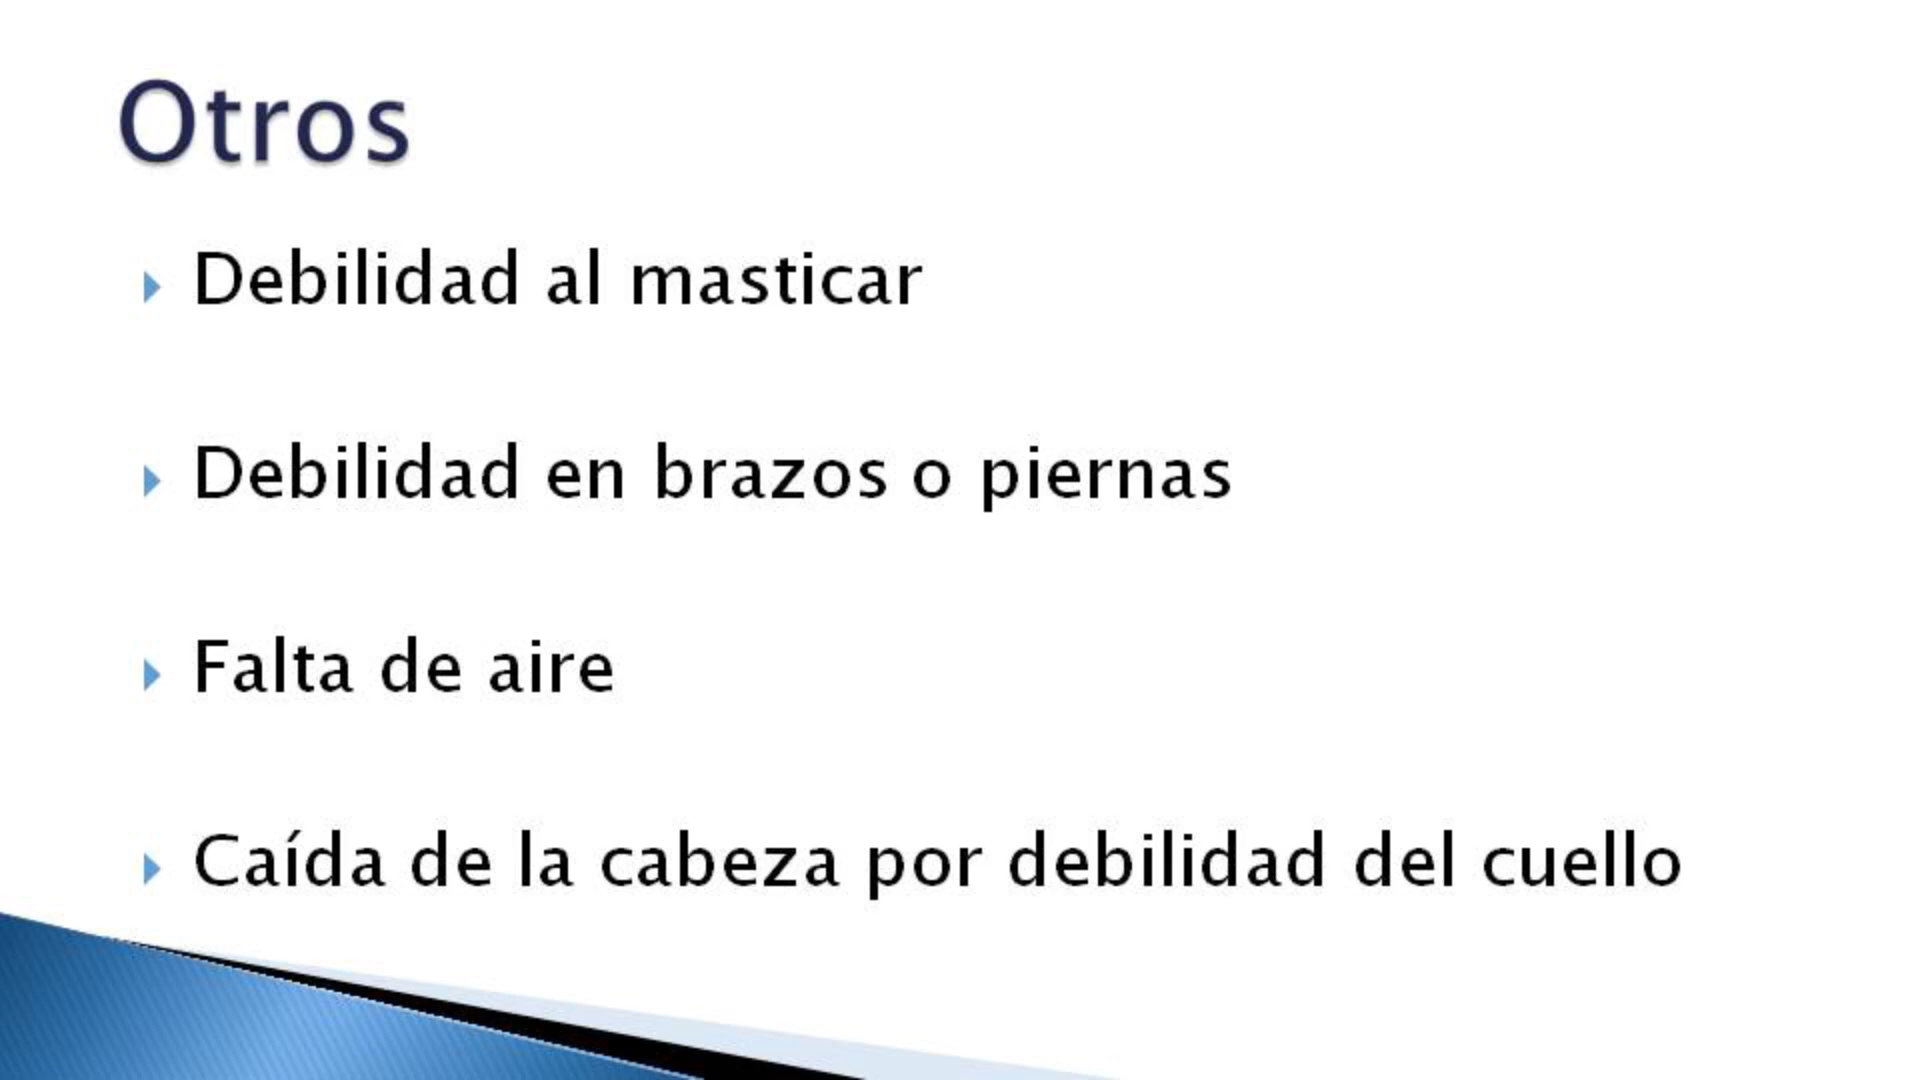 Otros
Debilidad al masticar
Debilidad en brazos o piernas
Falta de aire
Caída de la cabeza por debilidad del cuello